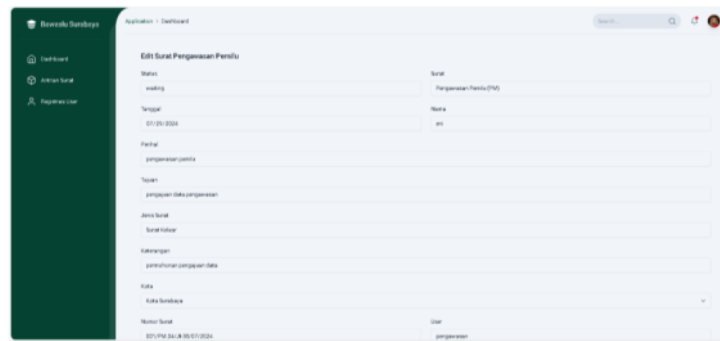 Bawaslu Surabaya
Application > Dashboard
Search...
Dashboard
Antrian Surat
Registrasi User
Edit Surat Pengawasan Pemilu
Status Surat
waiting Pengawasan Pemilu (PM)
Tanggal Nama
07/25/2024
Perihal
pengawasan pemilu
Tujuan
pengajuan data pengawasan
Jenis Surat
Surat Keluar
Keterangan
permohonan pengajuan data
Kota
Kota Surabaya
Nomor Surat User
pengawasan